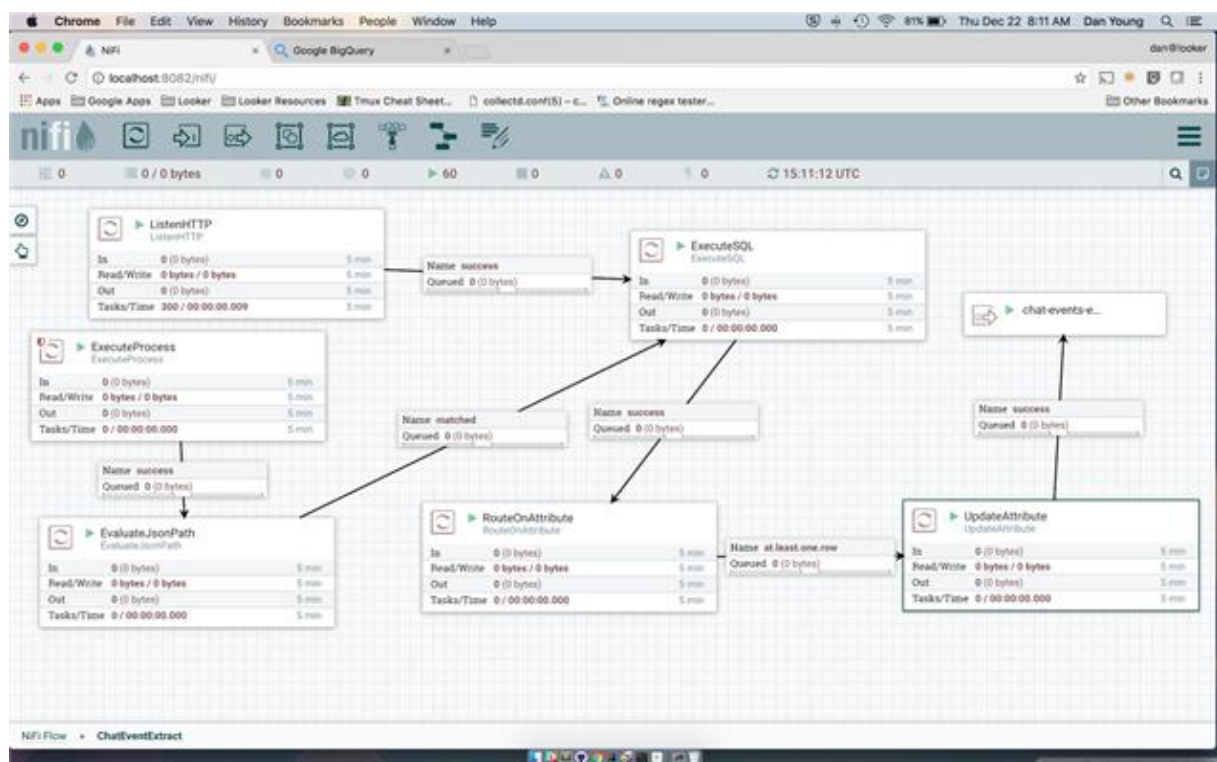 Chrome File Edit View History Bookmarks People Window Help 81% Thu Dec 22 8:11 AM Dan Young
NiFi Google BigQuery dan@looker
localhost:8082/nifi/
Apps Google Apps Looker Looker Resources Tmux Cheat Sheet... collectd.conf(5) – c... Online regex tester... Other Bookmarks
nifi
0 0 / 0 bytes 0 0 60 0 0 0 15:11:12 UTC
ListenHTTP
ListenHTTP
In 0 (0 bytes) 5 min
Read/Write 0 bytes / 0 bytes 5 min
Out 0 (0 bytes) 5 min
Tasks/Time 300 / 00:00:00.009 5 min
Name success
Queued 0 (0 bytes)
ExecuteSQL
ExecuteSQL
In 0 (0 bytes) 5 min
Read/Write 0 bytes / 0 bytes 5 min
Out 0 (0 bytes) 5 min
Tasks/Time 0 / 00:00:00.000 5 min
chat-events-e...
ExecuteProcess
ExecuteProcess
In 0 (0 bytes) 5 min
Read/Write 0 bytes / 0 bytes 5 min
Out 0 (0 bytes) 5 min
Tasks/Time 0 / 00:00:00.000 5 min
Name matched
Queued 0 (0 bytes)
Name success
Queued 0 (0 bytes)
Name success
Queued 0 (0 bytes)
Name success
Queued 0 (0 bytes)
EvaluateJsonPath
EvaluateJsonPath
In 0 (0 bytes) 5 min
Read/Write 0 bytes / 0 bytes 5 min
Out 0 (0 bytes) 5 min
Tasks/Time 0 / 00:00:00.000 5 min
RouteOnAttribute
RouteOnAttribute
In 0 (0 bytes) 5 min
Read/Write 0 bytes / 0 bytes 5 min
Out 0 (0 bytes) 5 min
Tasks/Time 0 / 00:00:00.000 5 min
Name at.least.one.row
Queued 0 (0 bytes)
UpdateAttribute
UpdateAttribute
In 0 (0 bytes) 5 min
Read/Write 0 bytes / 0 bytes 5 min
Out 0 (0 bytes) 5 min
Tasks/Time 0 / 00:00:00.000 5 min
NiFi Flow » ChatEventExtract